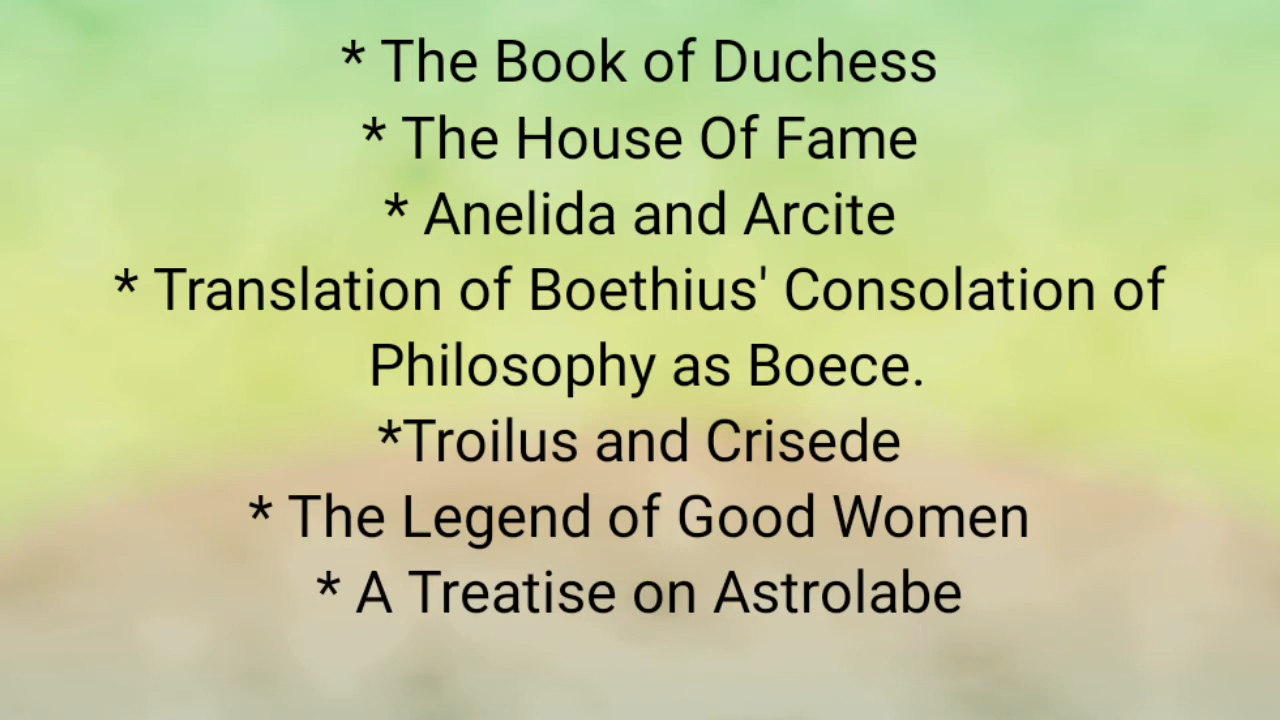 * The Book of Duchess
* The House Of Fame
* Anelida and Arcite
* Translation of Boethius' Consolation of
Philosophy as Boece.
*Troilus and Crisede
* The Legend of Good Women
* A Treatise on Astrolabe